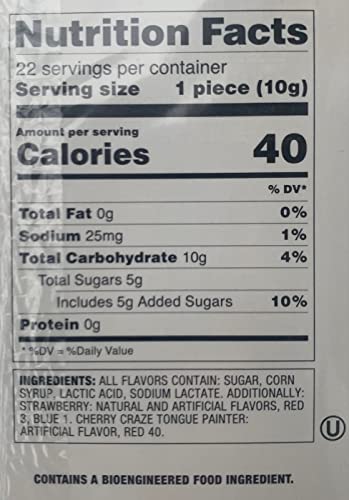 Nutrition Facts
22 servings per container
Serving size 1 piece (10g)
Amount per serving
Calories 40
% DV*
Total Fat 0g 0%
Sodium 25mg 1%
Total Carbohydrate 10g 4%
Total Sugars 5g
Includes 5g Added Sugars 10%
Protein 0g
* %DV = %Daily Value
INGREDIENTS: ALL FLAVORS CONTAIN: SUGAR, CORN
SYRUP, LACTIC ACID, SODIUM LACTATE. ADDITIONALLY:
STRAWBERRY: NATURAL AND ARTIFICIAL FLAVORS, RED
3, BLUE 1. CHERRY CRAZE TONGUE PAINTER:
ARTIFICIAL FLAVOR, RED 40.
U
CONTAINS A BIOENGINEERED FOOD INGREDIENT.